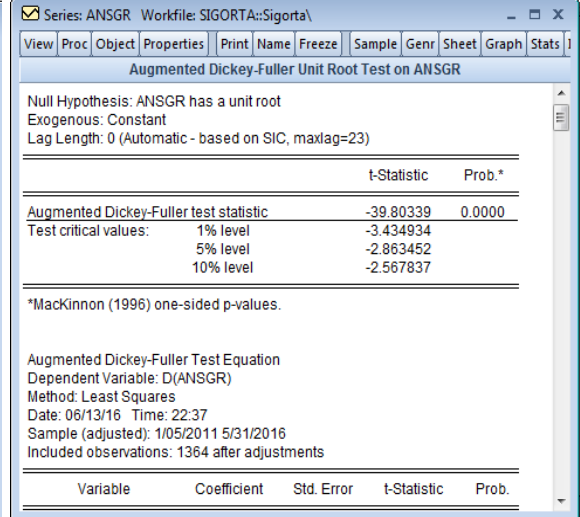 Series: ANSGR Workfile: SIGORTA::Sigorta\
View Proc Object Properties Print Name Freeze Sample Genr Sheet Graph Stats
Augmented Dickey-Fuller Unit Root Test on ANSGR
Null Hypothesis: ANSGR has a unit root
Exogenous: Constant
Lag Length: 0 (Automatic - based on SIC, maxlag=23)
t-Statistic Prob.*
Augmented Dickey-Fuller test statistic -39.80339 0.0000
Test critical values: 1% level -3.434934
5% level -2.863452
10% level -2.567837
*MacKinnon (1996) one-sided p-values.
Augmented Dickey-Fuller Test Equation
Dependent Variable: D(ANSGR)
Method: Least Squares
Date: 06/13/16 Time: 22:37
Sample (adjusted): 1/05/2011 5/31/2016
Included observations: 1364 after adjustments
Variable Coefficient Std. Error t-Statistic Prob.